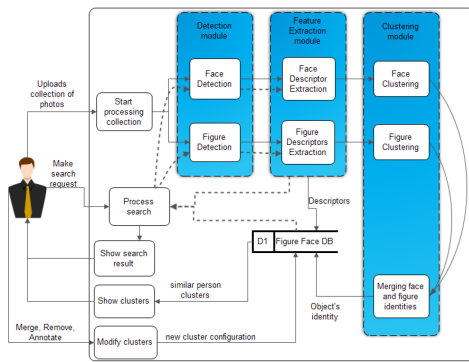 Detection
module
Feature
Extraction
module
Clustering
module
Uploads
collection of
photos
Start
processing
collection
Face
Detection
Face
Descriptor
Extraction
Face
Clustering
Figure
Detection
Figure
Descriptors
Extraction
Figure
Clustering
Make
search
request
Process
search
Descriptors
D1 Figure Face DB
Show search
result
similar person
clusters
Show clusters
Object's
identity
Merging face
and figure
identities
Merge, Remove,
Annotate
Modify clusters
new cluster configuration